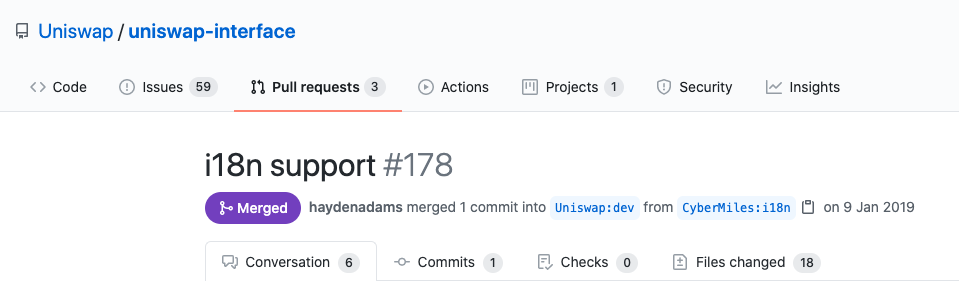 Uniswap / uniswap-interface
Code Issues 59 Pull requests 3 Actions Projects 1 Security Insights
i18n support #178
Merged haydenadams merged 1 commit into Uniswap:dev from CyberMiles:i18n on 9 Jan 2019
Conversation 6 Commits 1 Checks 0 Files changed 18